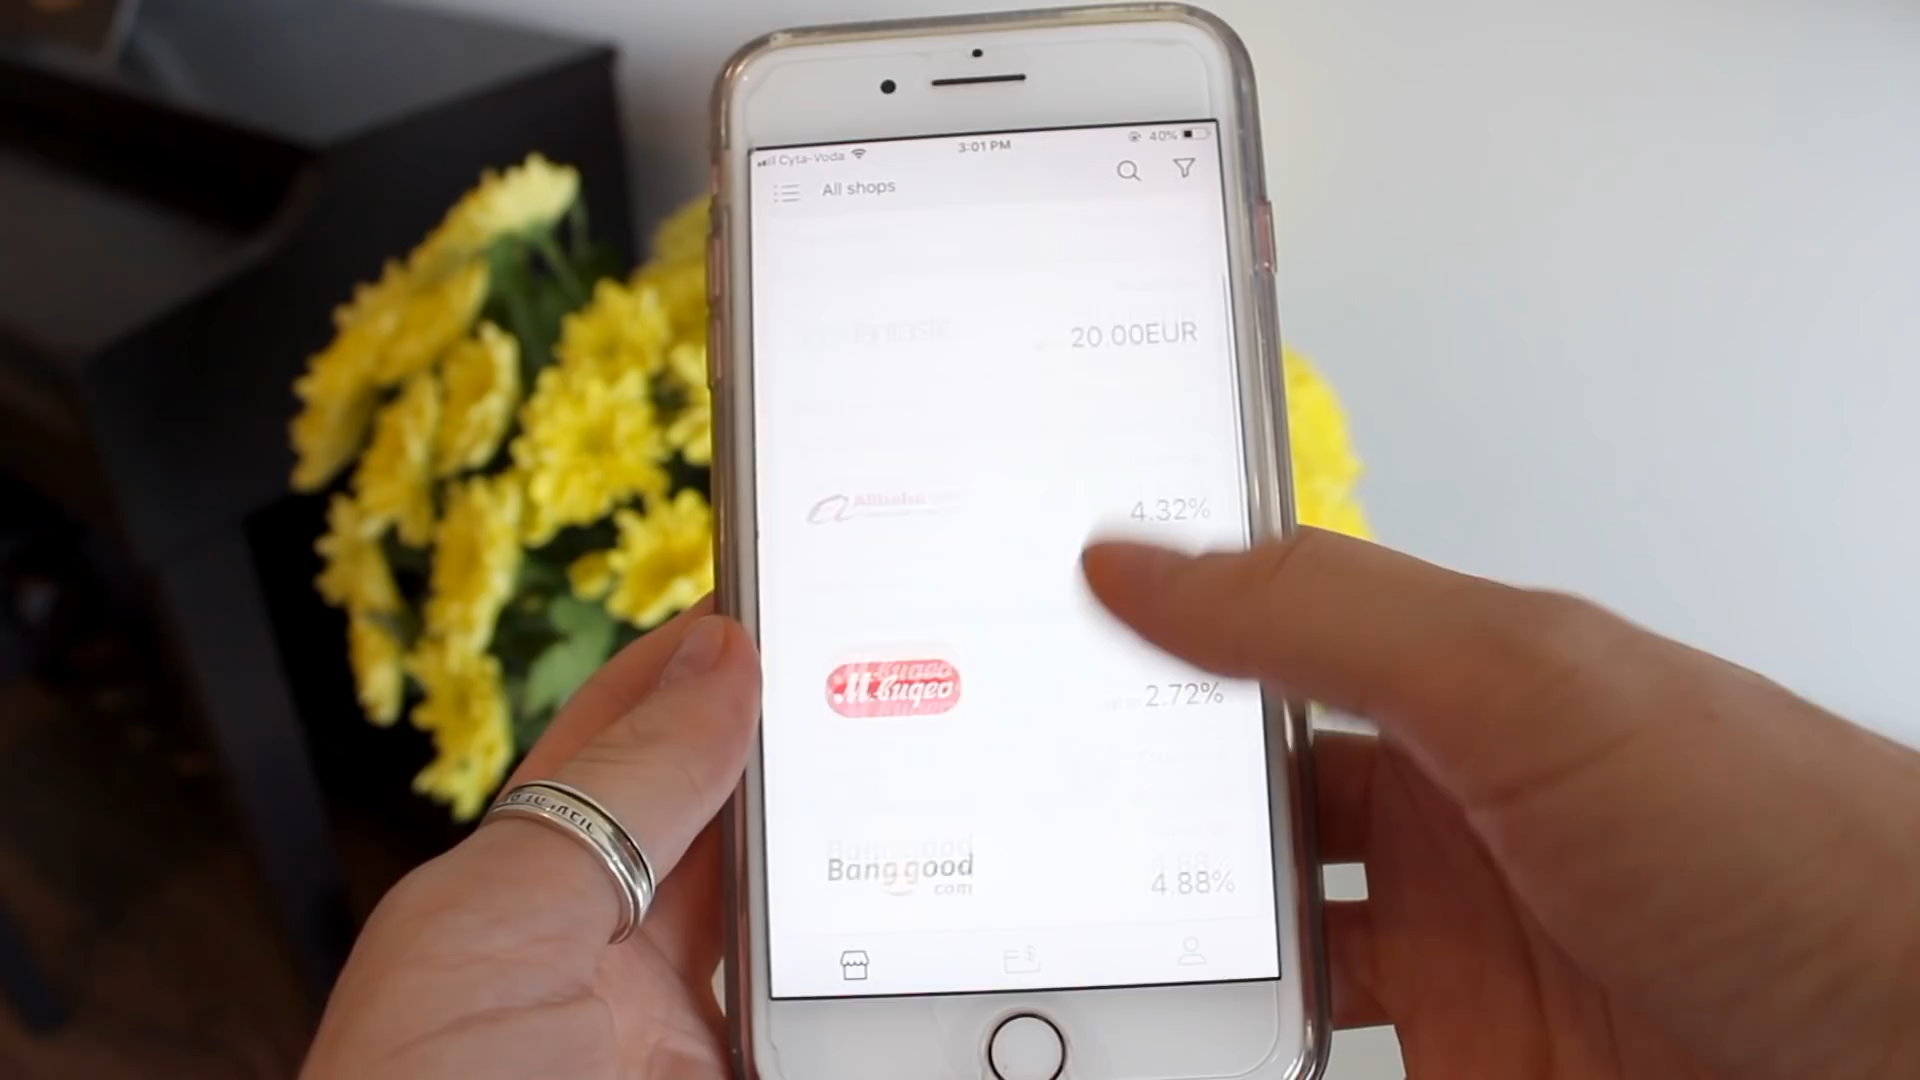 Cyta-Voda
3:01 PM
40%
All shops
20.00EUR
Alibaba
4.32%
М.видео
2.72%
Banggood
com
4.88%